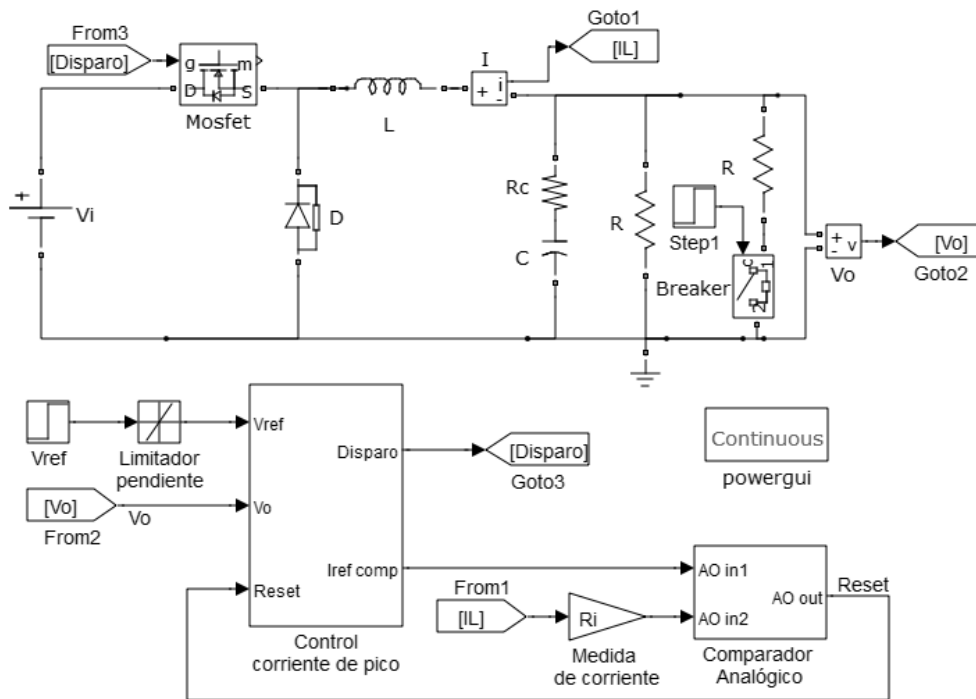 From3
[Disparo]
g m
D S
Mosfet
Goto1
[IL]
I
+ i
-
L
+
Vi
D
Rc
C
R
R
Step1
c 1
2
Breaker
+
- v
Vo
[Vo]
Goto2
Vref
Limitador
pendiente
[Vo]
From2
Vo
Vref
Vo
Reset
Disparo
Iref comp
Control
corriente de pico
[Disparo]
Goto3
Continuous
powergui
From1
[IL]
Ri
Medida
de corriente
AO in1
AO in2
AO out
Comparador
Analógico
Reset